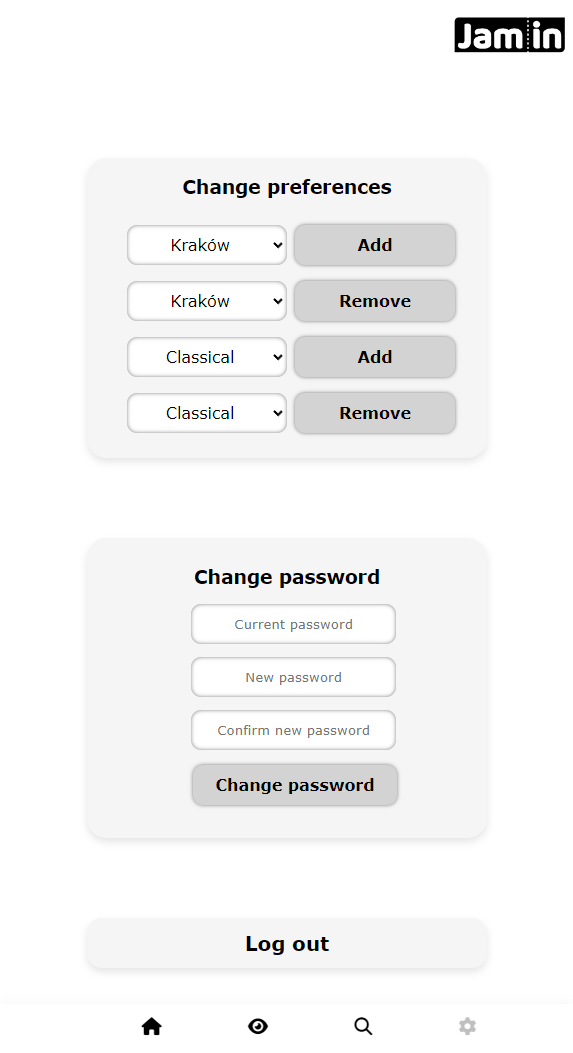 Jam in
Change preferences
Kraków Add
Kraków Remove
Classical Add
Classical Remove
Change password
Current password
New password
Confirm new password
Change password
Log out